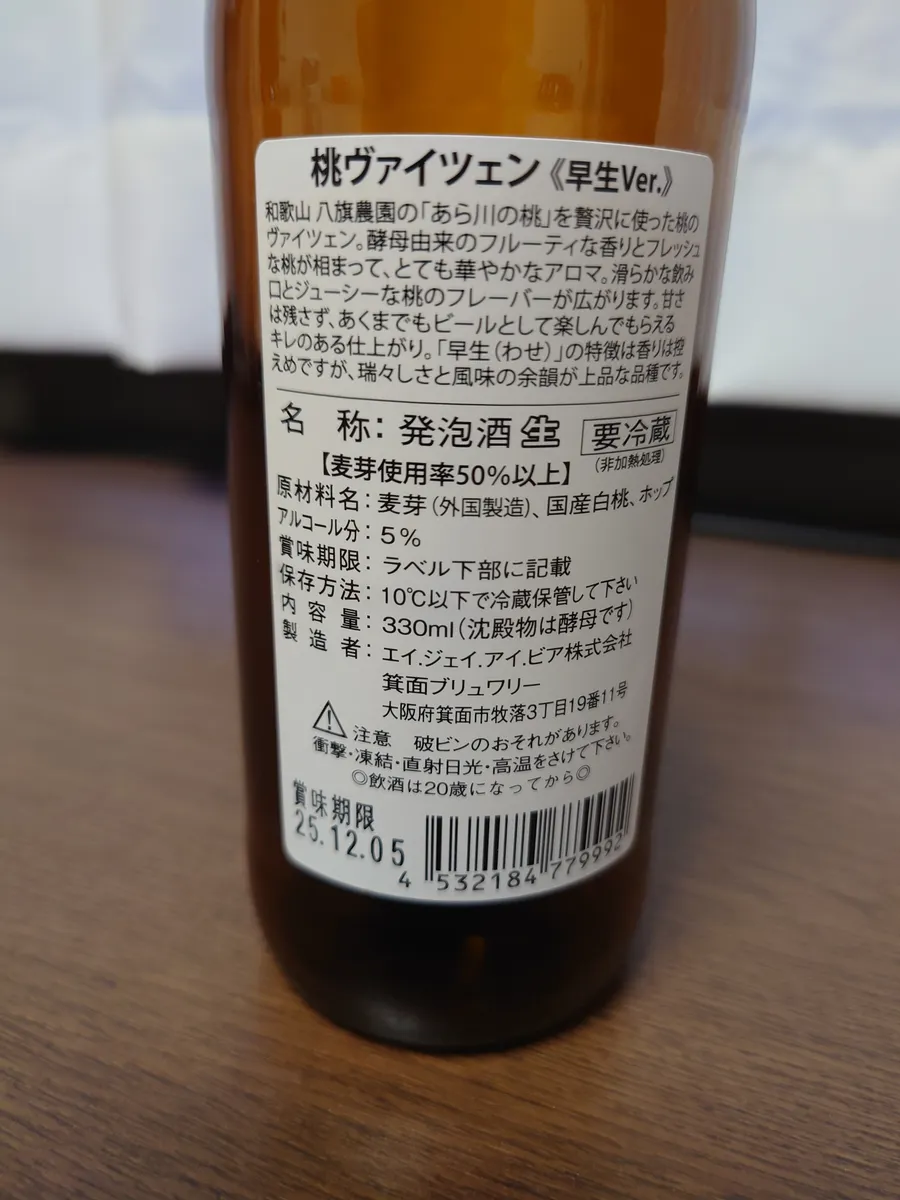 桃ヴァイツェン《早生Ver.》
和歌山 八旗農園の「あら川の桃」を贅沢に使った桃の
ヴァイツェン。酵母由来のフルーティな香りとフレッシュ
な桃が相まって、とても華やかなアロマ。滑らかな飲み
口とジューシーな桃のフレーバーが広がります。甘さ
は残さず、あくまでもビールとして楽しんでもらえる
キレのある仕上がり。「早生(わせ)」の特徴は香りは控
えめですが、瑞々しさと風味の余韻が上品な品種です。
名 称：発泡酒 生 要冷蔵
(非加熱処理)
【麦芽使用率50%以上】
原材料名：麦芽(外国製造)、国産白桃、ホップ
アルコール分：5%
賞味期限：ラベル下部に記載
保存方法：10℃以下で冷蔵保管して下さい
内容量：330ml(沈殿物は酵母です)
製造者：エイ.ジェイ.アイ.ビア株式会社
箕面ブリュワリー
大阪府箕面市牧落3丁目19番11号
注意 破ビンのおそれがあります。
衝撃・凍結・直射日光・高温をさけて下さい。
◎飲酒は20歳になってから◎
賞味期限
25.12.05
4 532184 779992